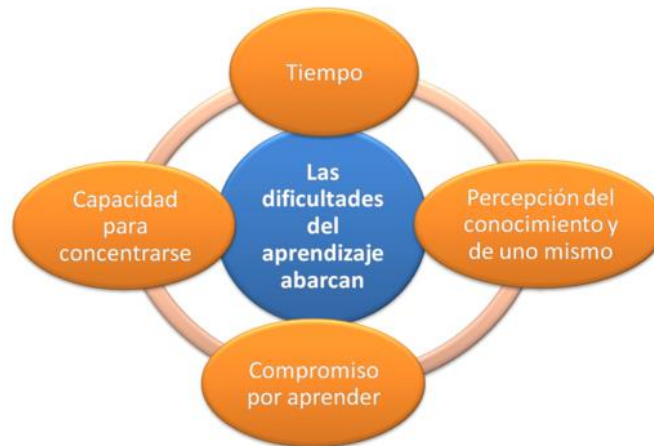 Tiempo
Las
dificultades
del
aprendizaje
abarcan
Percepción del
conocimiento y
de uno mismo
Compromiso
por aprender
Capacidad
para
concentrarse